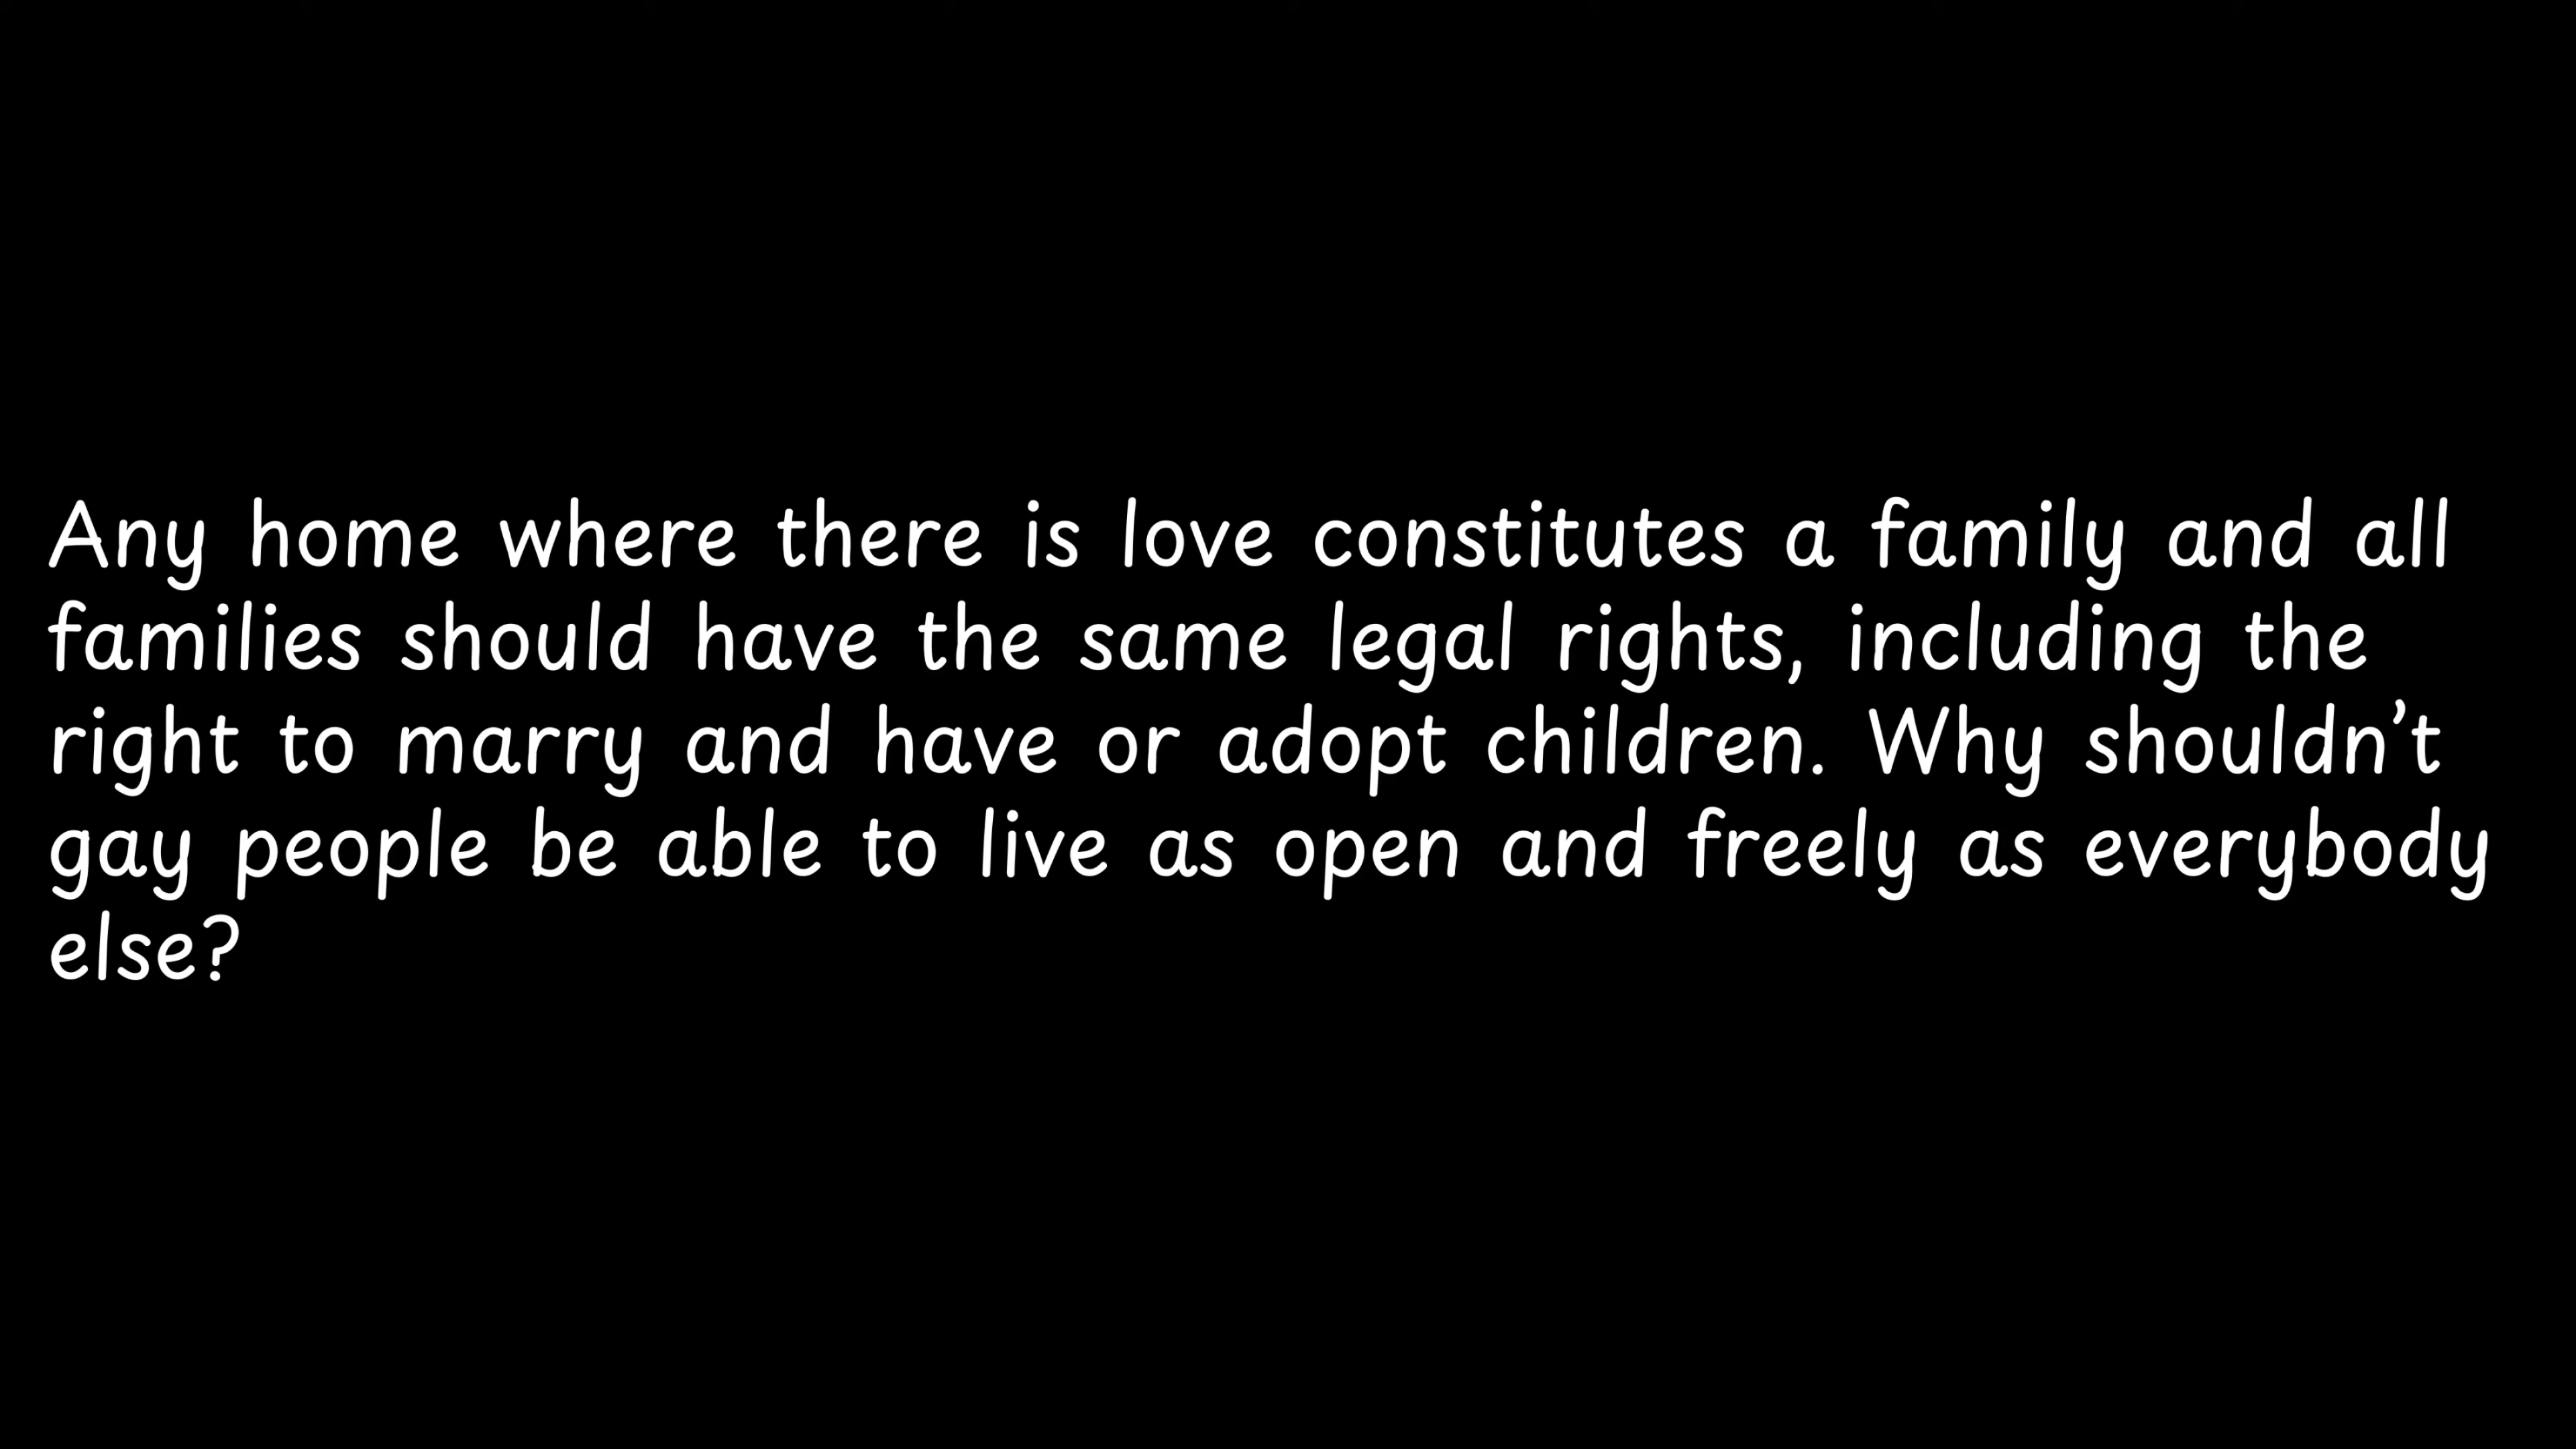 Any home where there is love constitutes a family and all
families should have the same legal rights, including the
right to marry and have or adopt children. Why shouldn’t
gay people be able to live as open and freely as everybody
else?